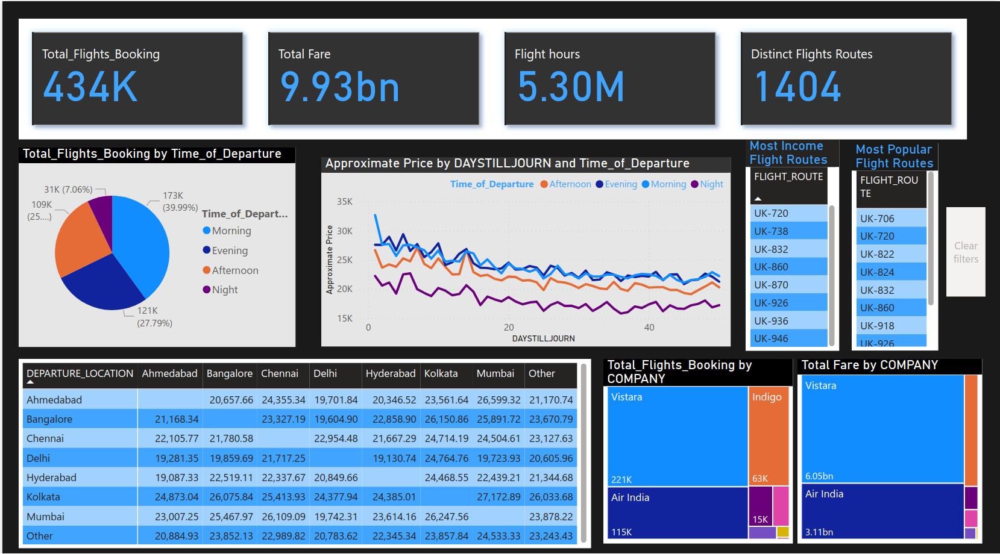 Total_Flights_Booking
434K
Total Fare
9.93bn
Flight hours
5.30M
Distinct Flights Routes
1404
Total_Flights_Booking by Time_of_Departure
31K (7.06%)
173K
(39.99%)
109K
(25....)
121K
(27.79%)
Time_of_Depart...
Morning
Evening
Afternoon
Night
Approximate Price by DAYSTILLJOURN and Time_of_Departure
Time_of_Departure Afternoon Evening Morning Night
Approximate Price
35K
30K
25K
20K
15K
0 20 40
DAYSTILLJOURN
Most Income
Flight Routes
FLIGHT_ROUTE
UK-720
UK-738
UK-832
UK-860
UK-870
UK-926
UK-936
UK-946
Most Popular
Flight Routes
FLIGHT_ROU
TE
UK-706
UK-720
UK-822
UK-824
UK-832
UK-860
UK-918
UK-926
Clear
filters
DEPARTURE_LOCATION Ahmedabad Bangalore Chennai Delhi Hyderabad Kolkata Mumbai Other
Ahmedabad 20,657.66 24,355.34 19,701.84 20,346.52 23,561.64 26,599.32 21,170.74
Bangalore 21,168.34 23,327.19 19,604.90 22,858.90 26,150.86 25,891.72 23,670.79
Chennai 22,105.77 21,780.58 22,954.48 21,667.29 24,714.19 24,504.61 23,127.63
Delhi 19,281.35 19,859.69 21,717.25 19,130.74 24,764.76 19,723.93 20,605.96
Hyderabad 19,087.33 22,519.11 22,337.67 20,849.66 24,468.55 22,439.21 21,344.68
Kolkata 24,873.04 26,075.84 25,413.93 24,377.94 24,385.01 27,172.89 26,033.68
Mumbai 23,007.25 25,467.97 26,109.09 19,742.31 23,614.16 26,247.56 23,878.22
Other 20,884.93 23,852.13 22,989.82 20,783.62 22,345.34 23,857.84 24,533.33 23,243.43
Total_Flights_Booking by
COMPANY
Vistara
221K
Indigo
63K
Air India
115K
15K
Total Fare by COMPANY
Vistara
6.05bn
Air India
3.11bn